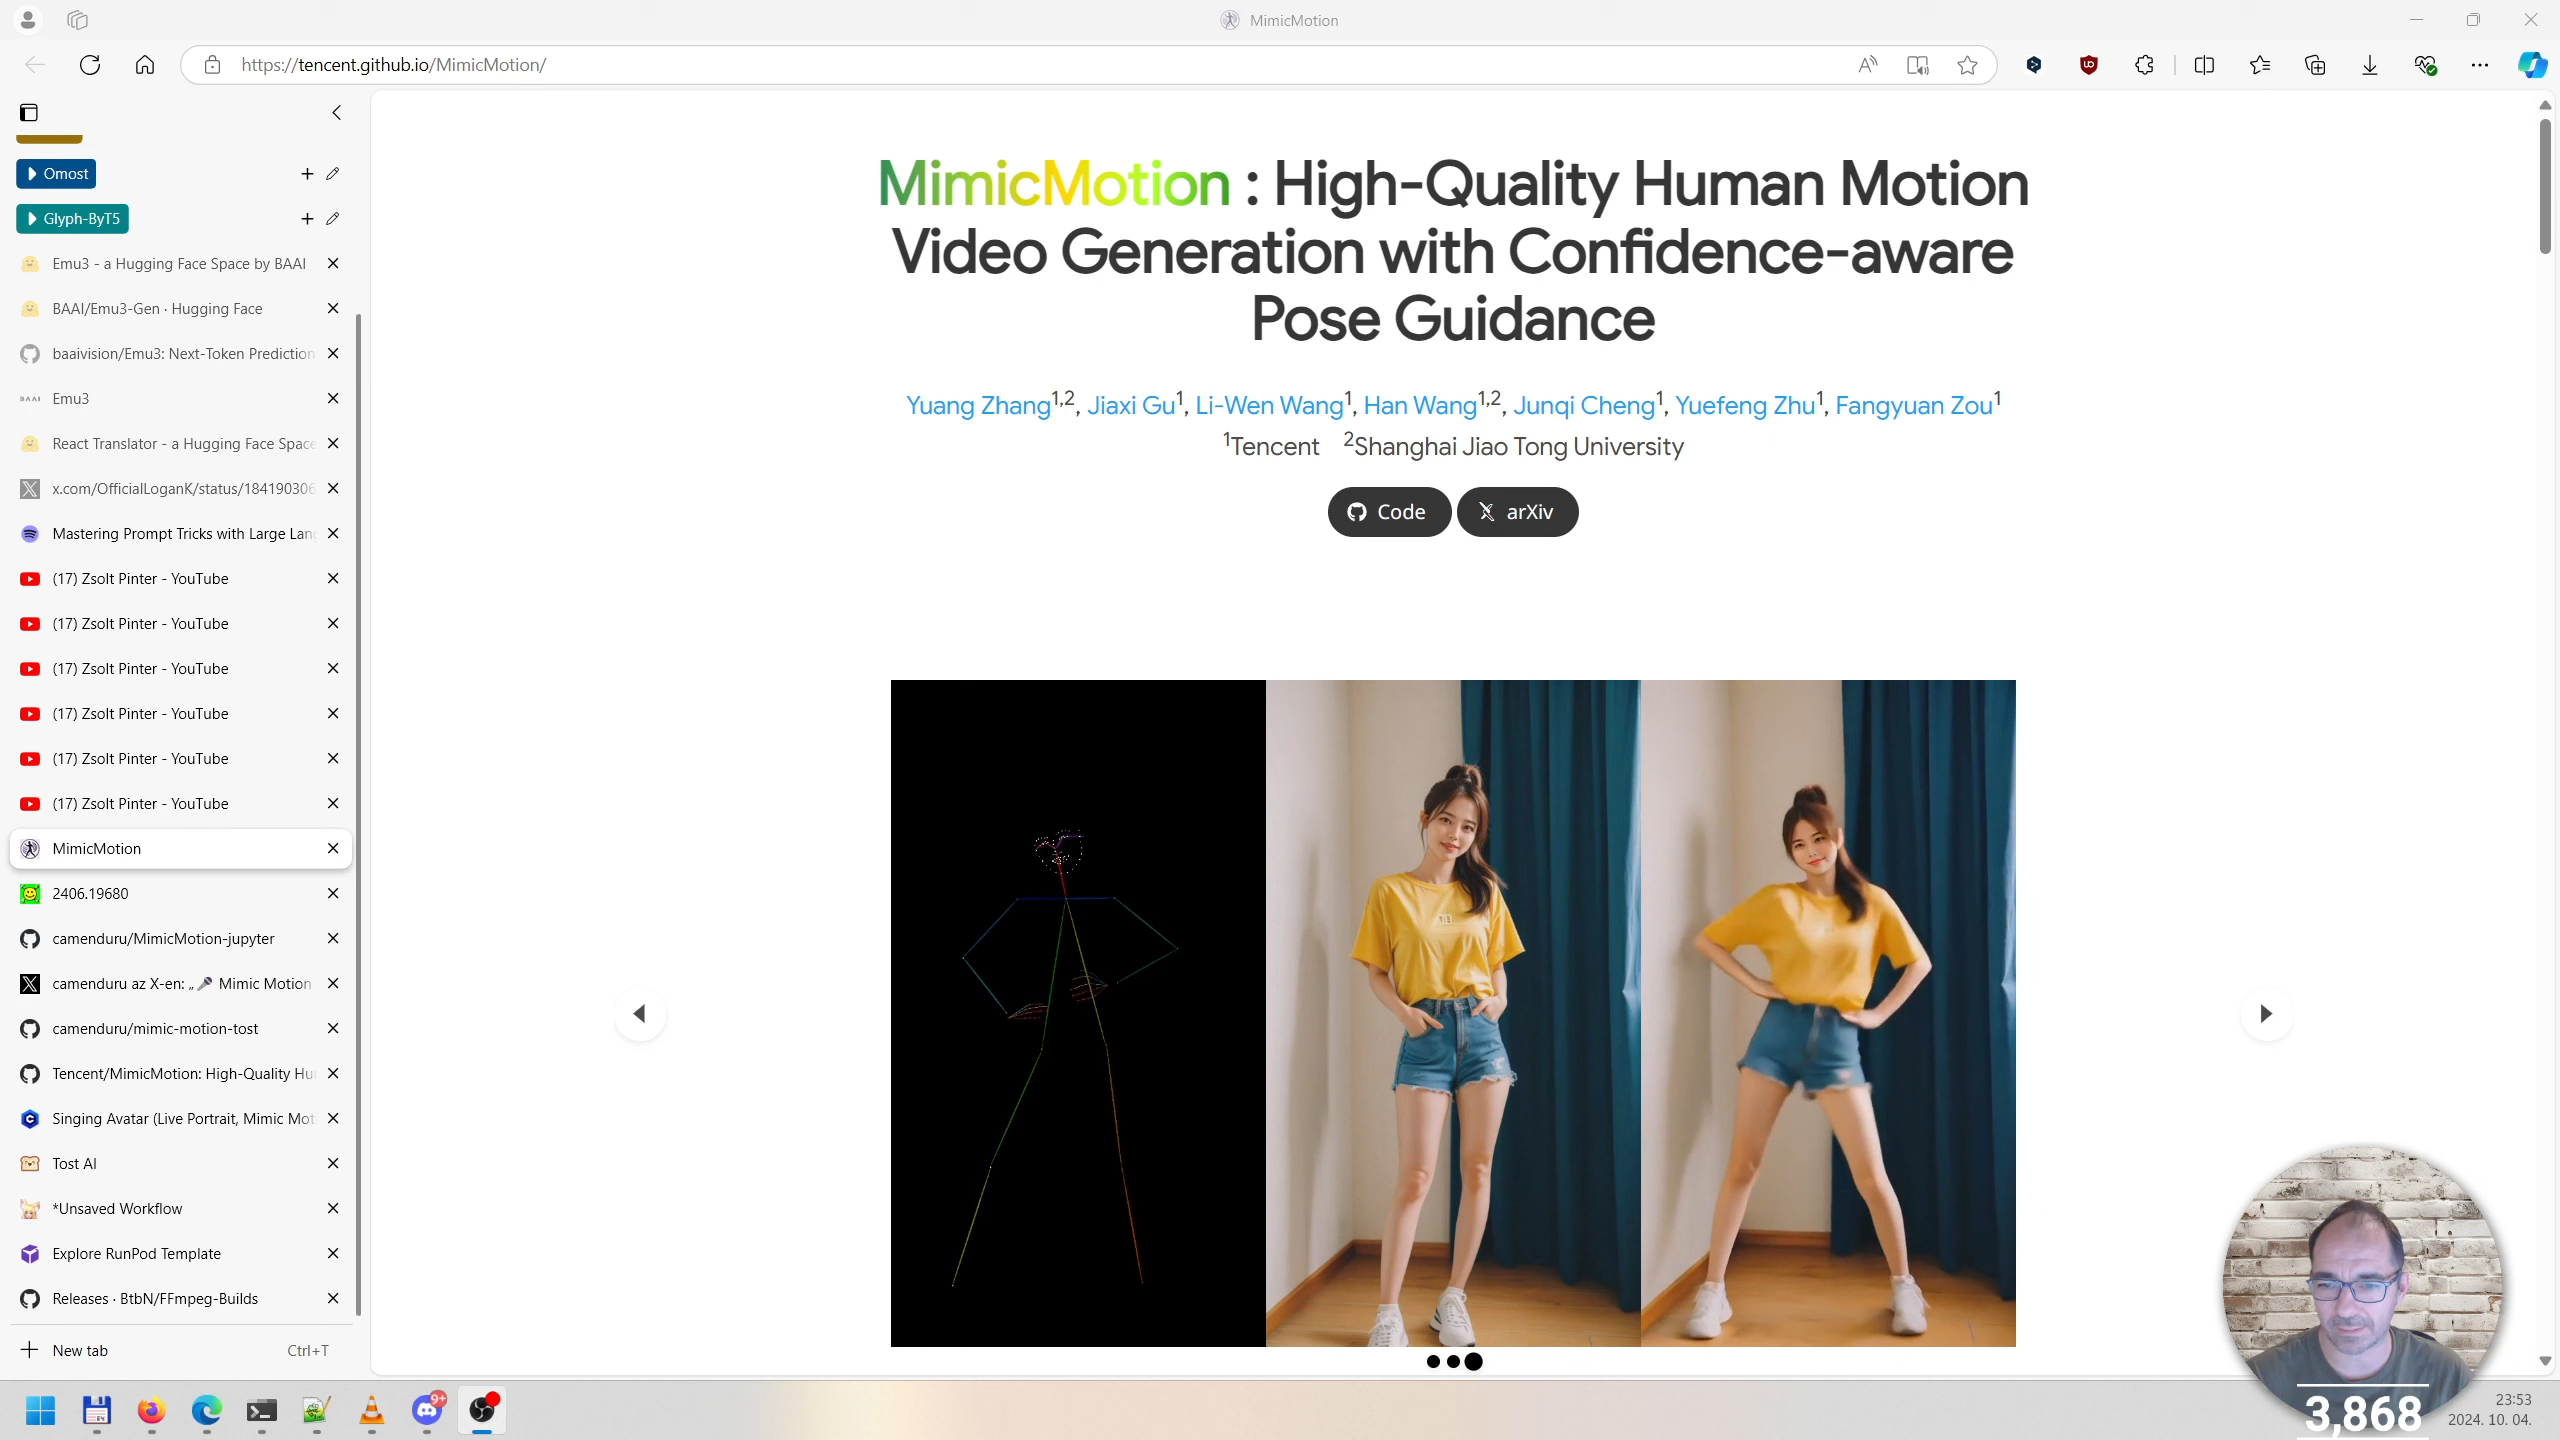 MimicMotion
https://tencent.github.io/MimicMotion/
Omost
Glyph-ByT5
Emu3 - a Hugging Face Space by BAAI
BAAI/Emu3-Gen · Hugging Face
baaivision/Emu3: Next-Token Prediction
Emu3
React Translator - a Hugging Face Space
x.com/OfficialLoganK/status/184190306
Mastering Prompt Tricks with Large Lang
(17) Zsolt Pinter - YouTube
(17) Zsolt Pinter - YouTube
(17) Zsolt Pinter - YouTube
(17) Zsolt Pinter - YouTube
(17) Zsolt Pinter - YouTube
(17) Zsolt Pinter - YouTube
MimicMotion
2406.19680
camenduru/MimicMotion-jupyter
camenduru az X-en: „🎤 Mimic Motion
camenduru/mimic-motion-tost
Tencent/MimicMotion: High-Quality Hu
Singing Avatar (Live Portrait, Mimic Mot
Tost AI
*Unsaved Workflow
Explore RunPod Template
Releases · BtbN/FFmpeg-Builds
New tab Ctrl+T
MimicMotion : High-Quality Human Motion
Video Generation with Confidence-aware
Pose Guidance
Yuang Zhang1,2, Jiaxi Gu1, Li-Wen Wang1, Han Wang1,2, Junqi Cheng1, Yuefeng Zhu1, Fangyuan Zou1
1Tencent 2Shanghai Jiao Tong University
Code arXiv
9+
3,868
23:53
2024. 10. 04.